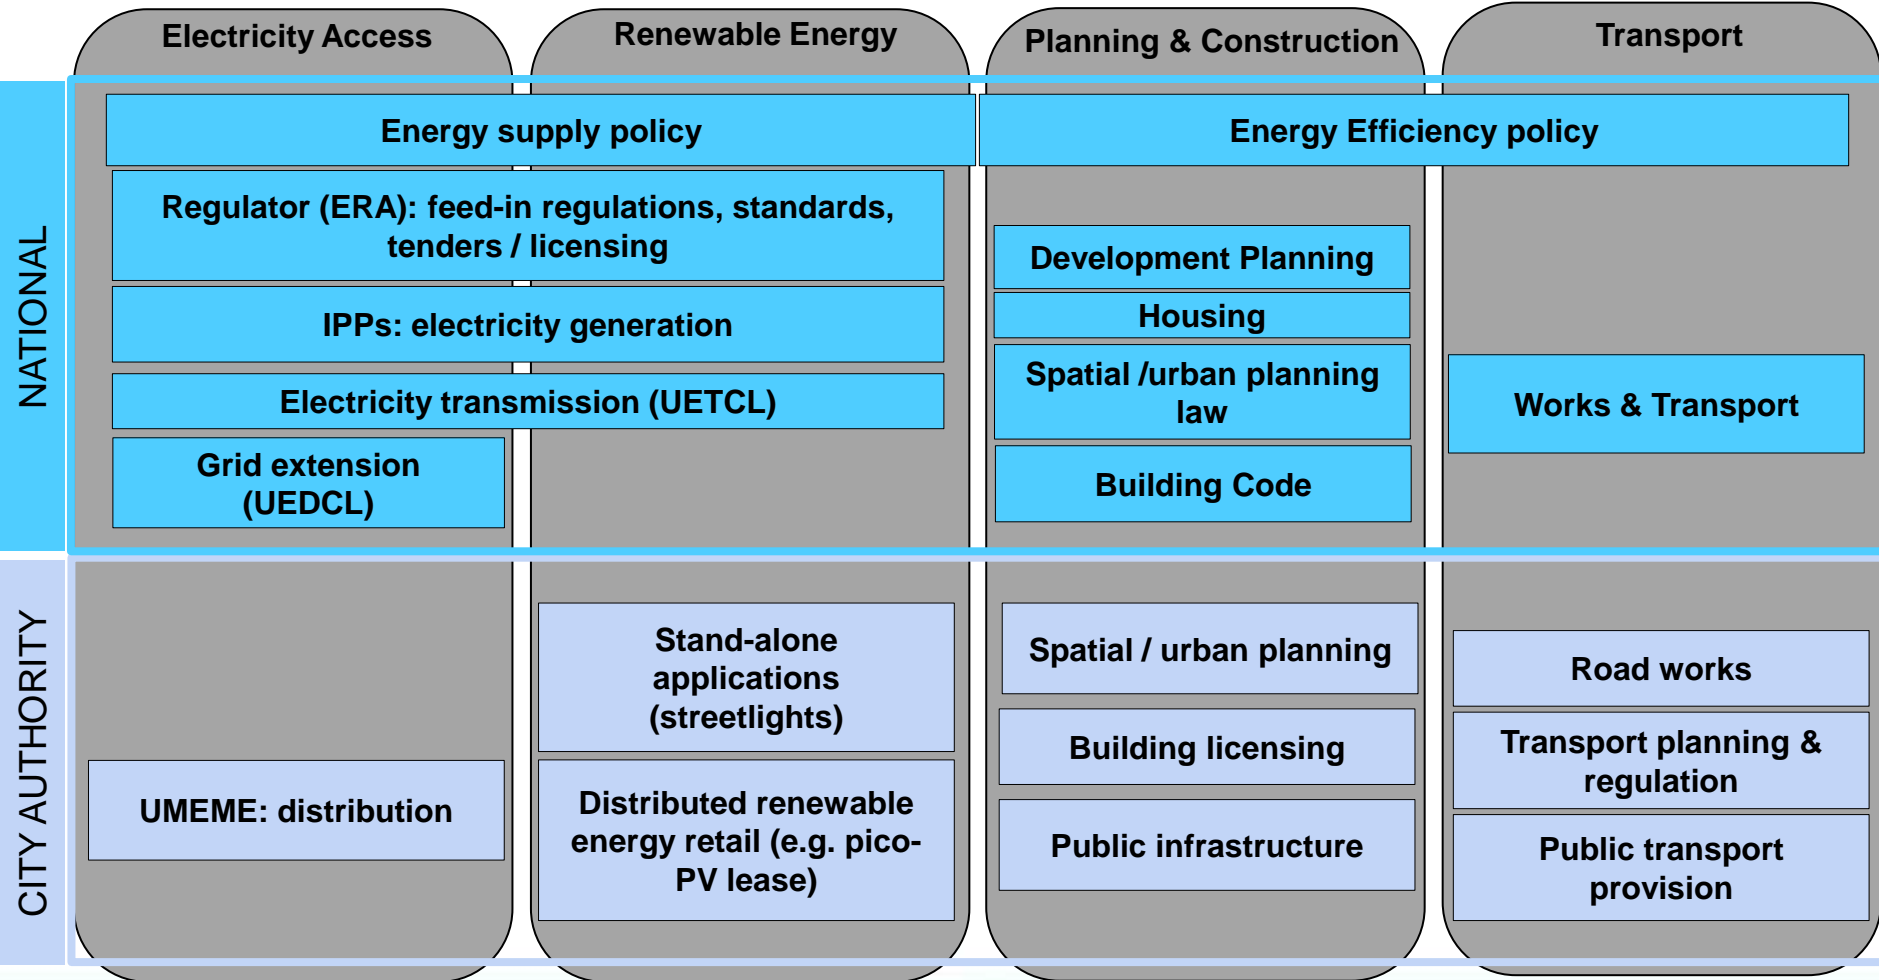 Electricity Access
Renewable Energy
Planning & Construction
Transport
NATIONAL
Energy supply policy
Energy Efficiency policy
Regulator (ERA): feed-in regulations, standards,
tenders / licensing
IPPs: electricity generation
Electricity transmission (UETCL)
Grid extension
(UEDCL)
Development Planning
Housing
Spatial /urban planning
law
Building Code
Works & Transport
CITY AUTHORITY
UMEME: distribution
Stand-alone
applications
(streetlights)
Distributed renewable
energy retail (e.g. pico-
PV lease)
Spatial / urban planning
Building licensing
Public infrastructure
Road works
Transport planning &
regulation
Public transport
provision